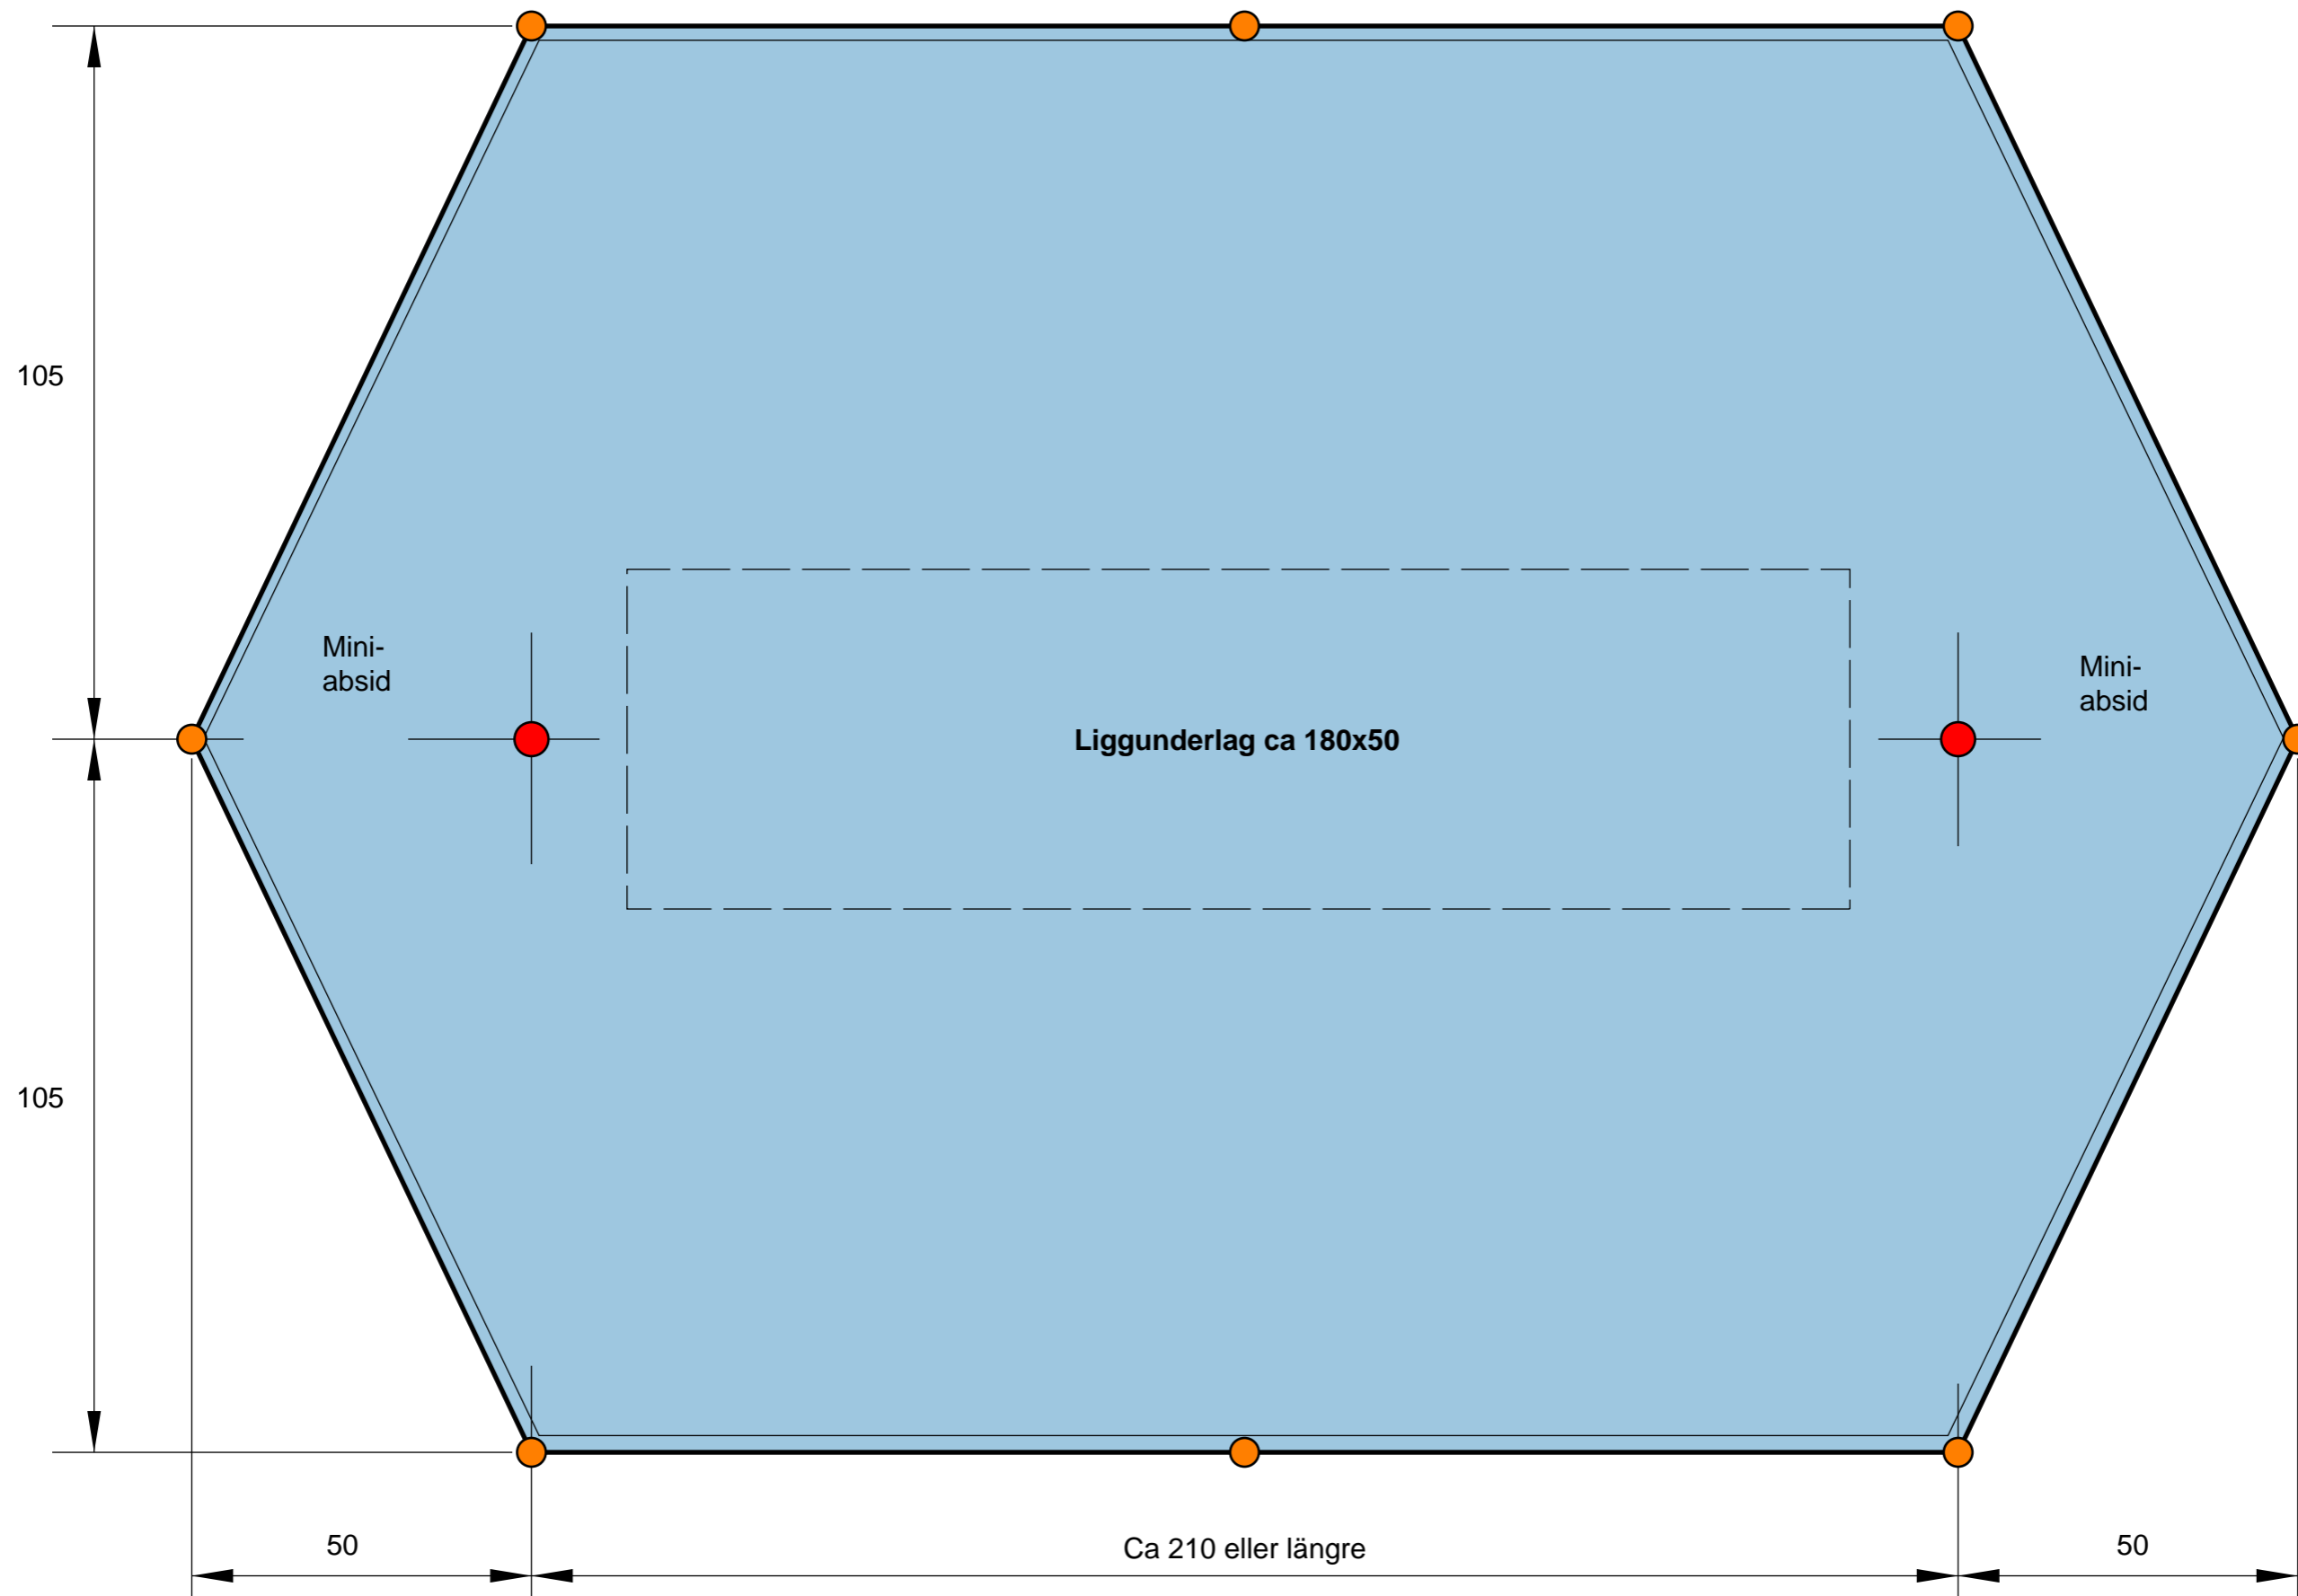 105
Mini-
absid
Mini-
absid
Liggunderlag ca 180x50
105
50
Ca 210 eller längre
50